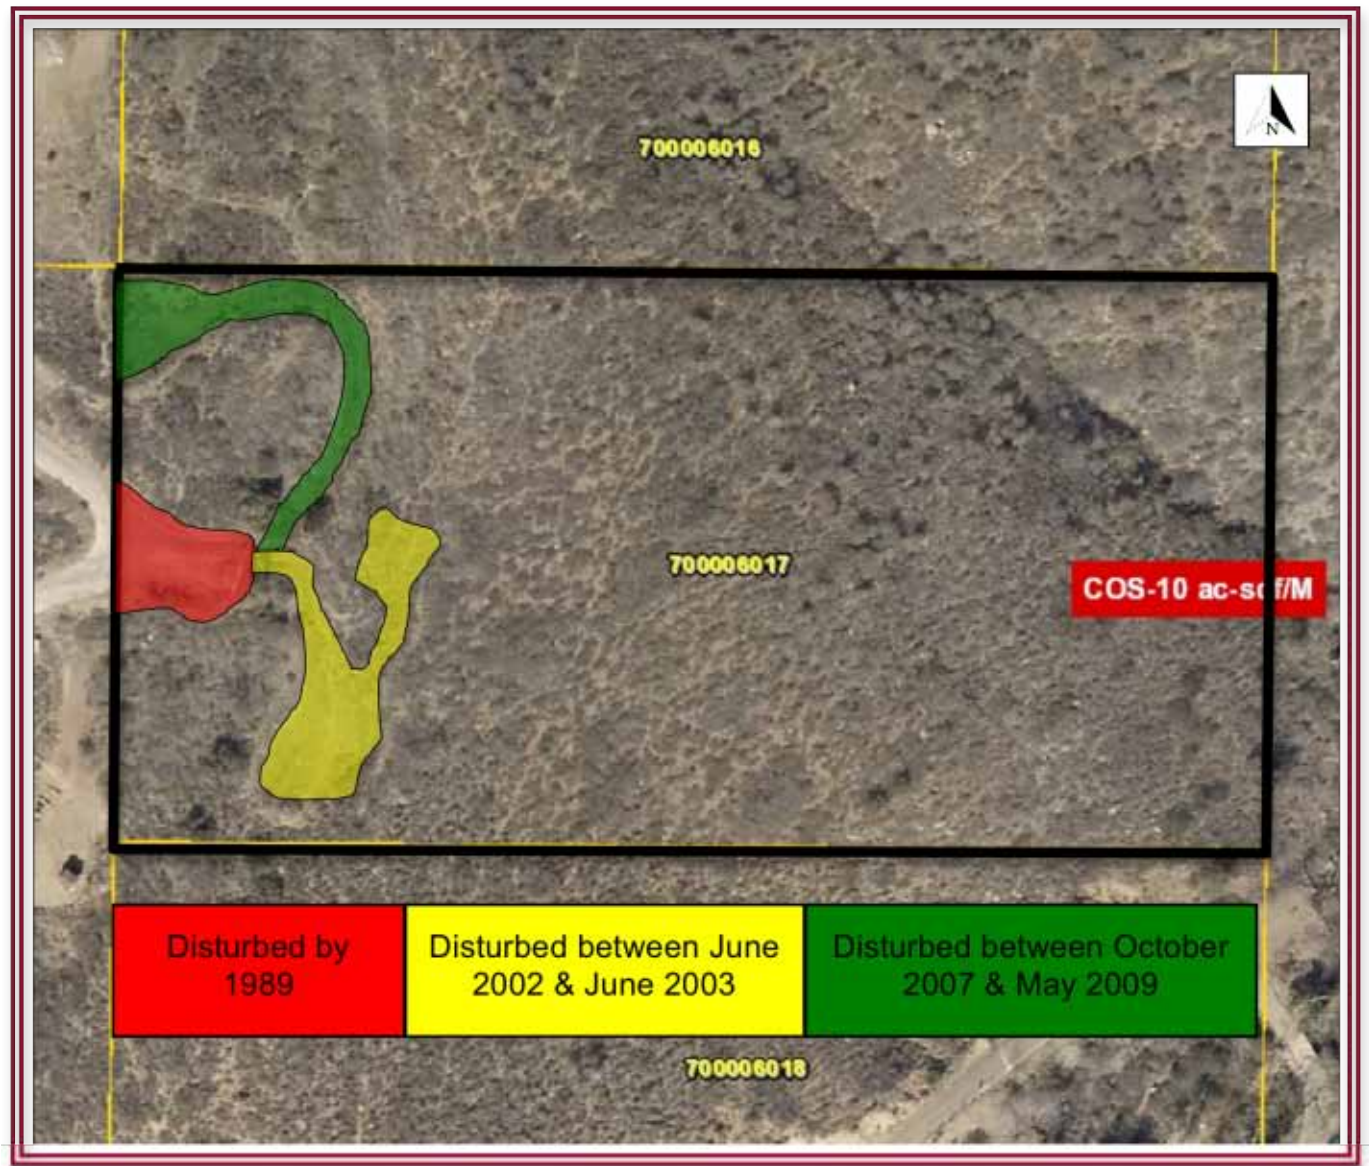 N
700006016
700006017
COS-10 ac-sdf/M
Disturbed by
1989
Disturbed between June
2002 & June 2003
Disturbed between October
2007 & May 2009
700006018